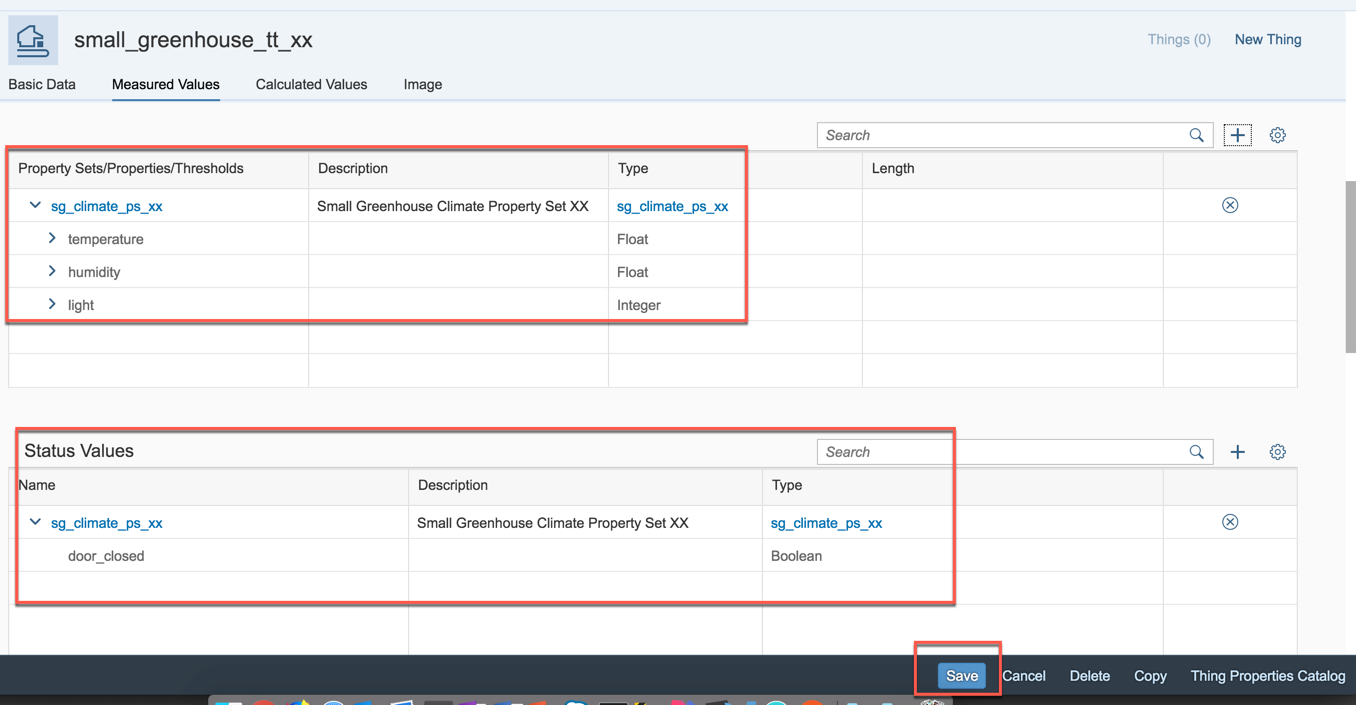 small_greenhouse_tt_xx
Things (0) New Thing
Basic Data Measured Values Calculated Values Image
Search
Property Sets/Properties/Thresholds Description Type Length
sg_climate_ps_xx Small Greenhouse Climate Property Set XX sg_climate_ps_xx
temperature Float
humidity Float
light Integer
Status Values Search
Name Description Type
sg_climate_ps_xx Small Greenhouse Climate Property Set XX sg_climate_ps_xx
door_closed Boolean
Save Cancel Delete Copy Thing Properties Catalog